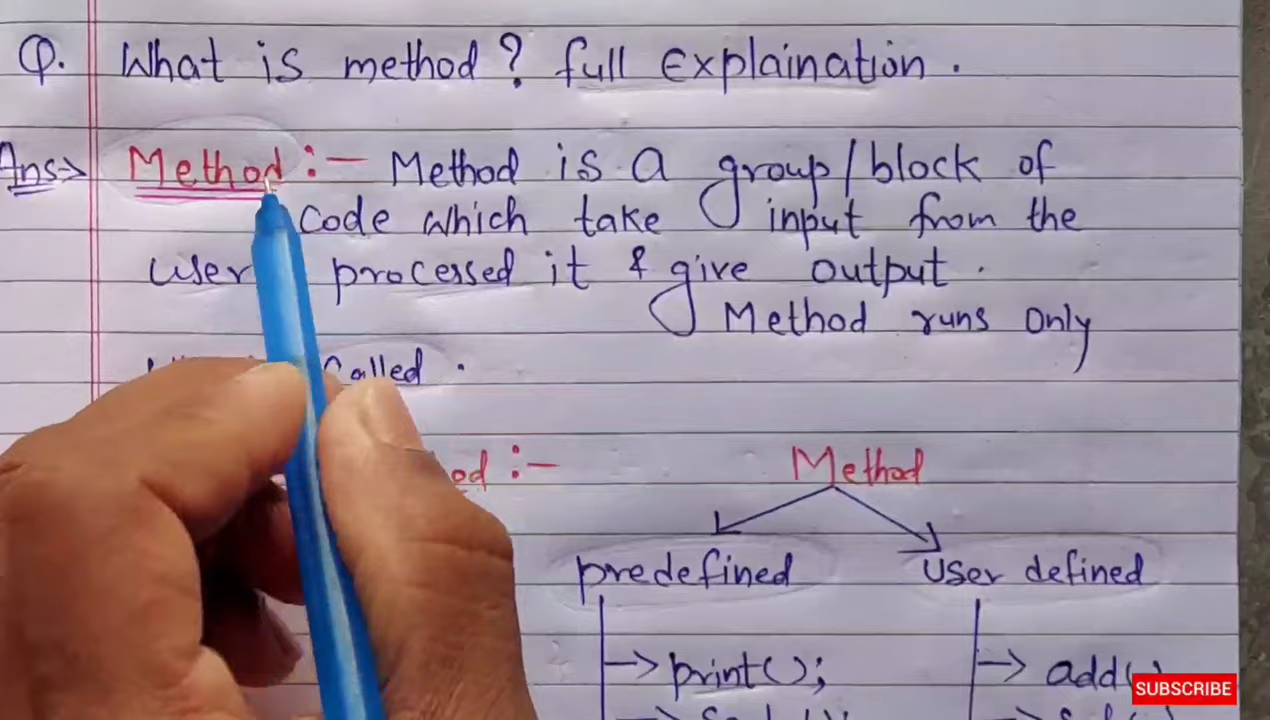 Q. What is method? full Explaination.
Ans:-> Method :- Method is a group/block of
code which take input from the
user processed it & give output.
Method runs only
Called.
od :- Method
predefined User defined
-> print(); -> add()
SUBSCRIBE